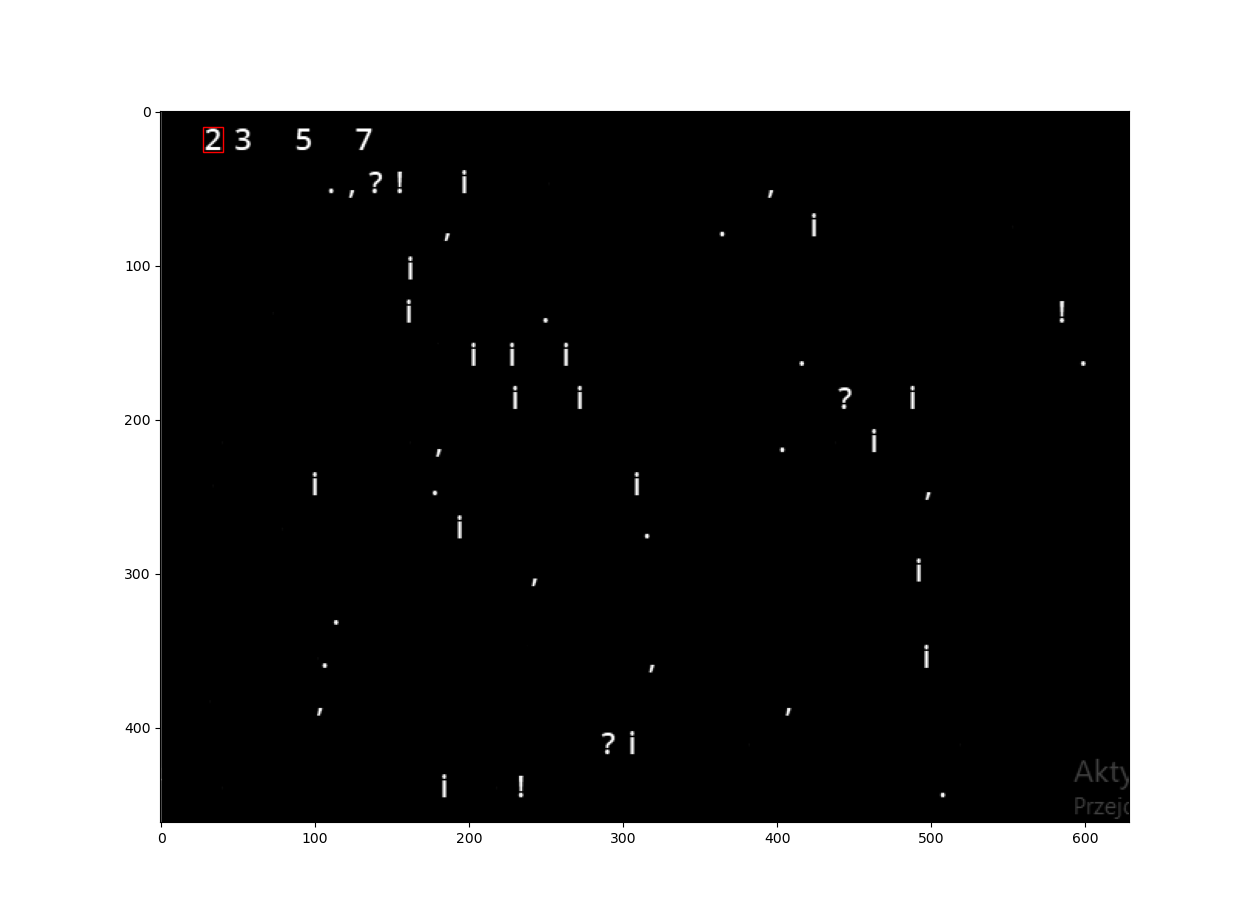 0
2 3 5 7
. , ? ! i ,
, . i
100
i
i . !
i i i . .
i i ? i
200
, . i
i . i ,
i .
300
, i
.
. , i
400
, ,
? i
Akty
i ! .
Przejd
0 100 200 300 400 500 600